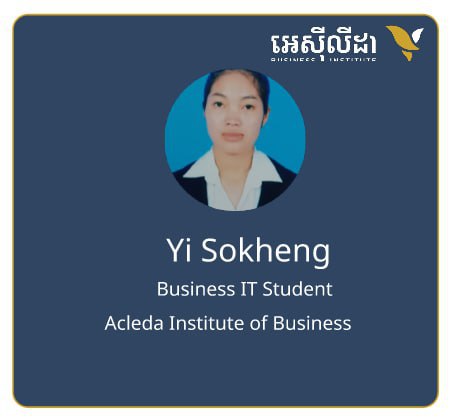 អេស៊ីលីដា
BUSINESS INSTITUTE
Yi Sokheng
Business IT Student
Acleda Institute of Business